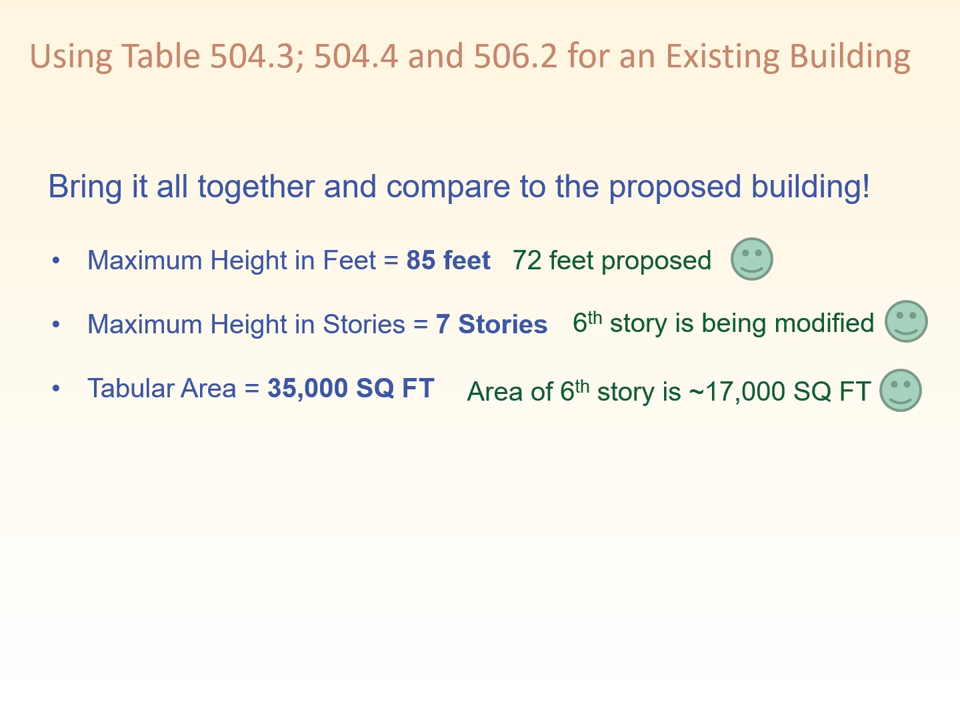 Using Table 504.3; 504.4 and 506.2 for an Existing Building
Bring it all together and compare to the proposed building!
• Maximum Height in Feet = 85 feet 72 feet proposed
• Maximum Height in Stories = 7 Stories 6th story is being modified
• Tabular Area = 35,000 SQ FT Area of 6th story is ~17,000 SQ FT